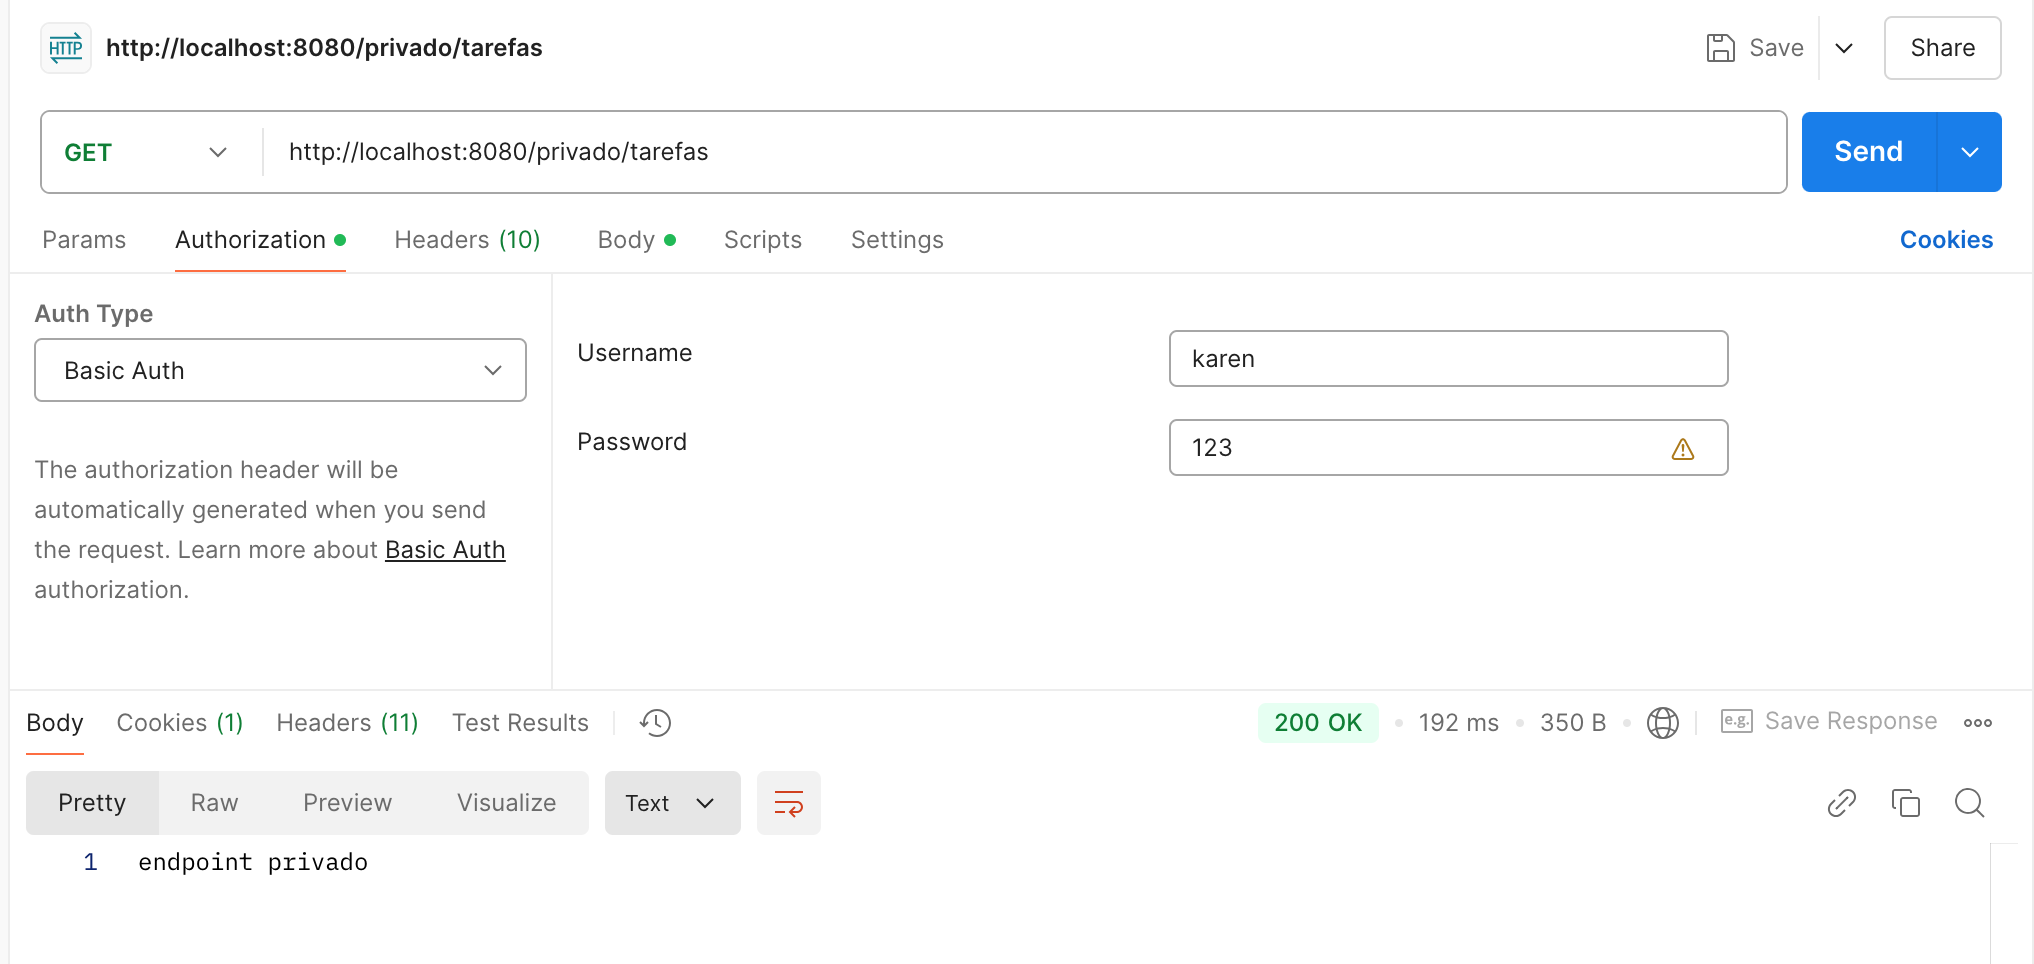 HTTP http://localhost:8080/privado/tarefas Save Share
GET http://localhost:8080/privado/tarefas Send
Params Authorization Headers (10) Body Scripts Settings Cookies
Auth Type
Basic Auth
The authorization header will be
automatically generated when you send
the request. Learn more about Basic Auth
authorization.
Username karen
Password 123
Body Cookies (1) Headers (11) Test Results 200 OK 192 ms 350 B e.g. Save Response
Pretty Raw Preview Visualize Text
1 endpoint privado